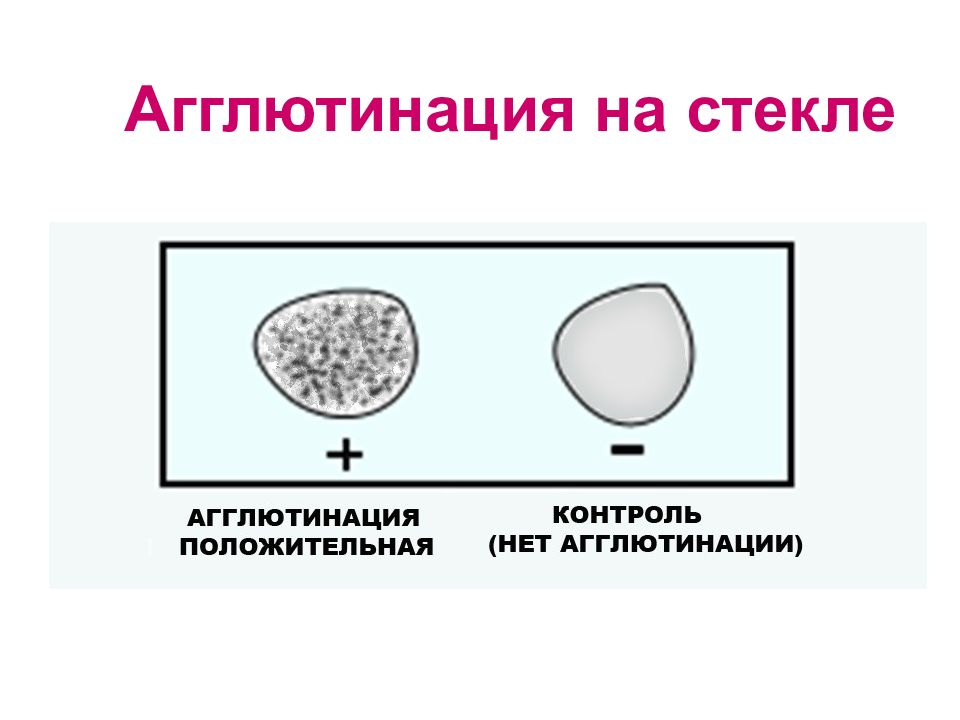 Агглютинация на стекле
+
-
АГГЛЮТИНАЦИЯ
ПОЛОЖИТЕЛЬНАЯ
КОНТРОЛЬ
(НЕТ АГГЛЮТИНАЦИИ)